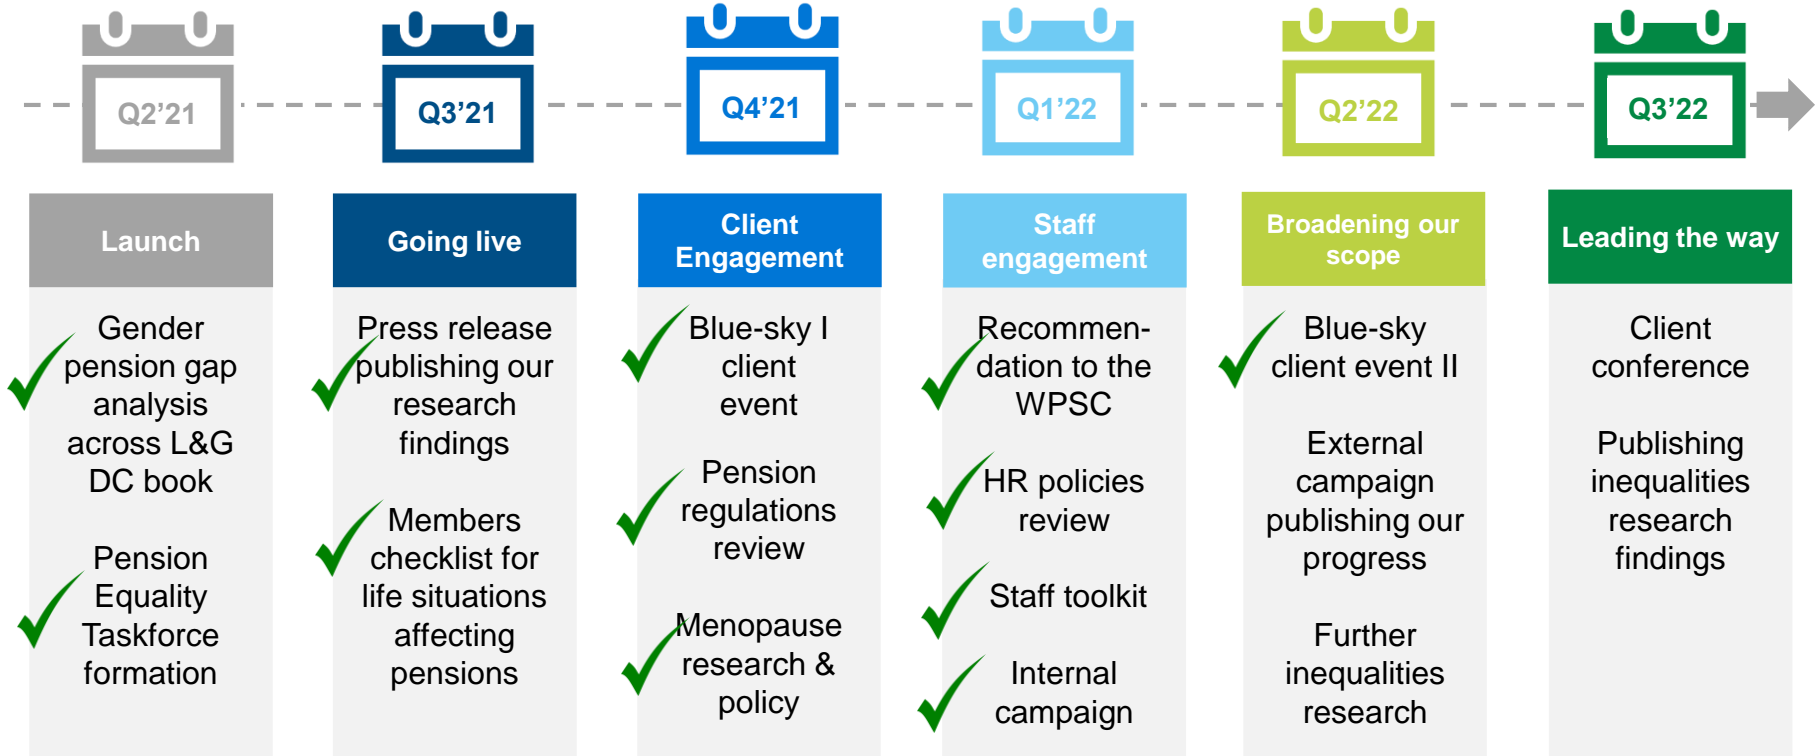 Q2’21
Q3’21
Q4’21
Q1’22
Q2’22
Q3’22
Launch
Gender
pension gap
analysis
across L&G
DC book
Pension
Equality
Taskforce
formation
Going live
Press release
publishing our
research
findings
Members
checklist for
life situations
affecting
pensions
Client
Engagement
Blue-sky I
client
event
Pension
regulations
review
Menopause
research &
policy
Staff
engagement
Recommen-
dation to the
WPSC
HR policies
review
Staff toolkit
Internal
campaign
Broadening our
scope
Blue-sky
client event II
External
campaign
publishing our
progress
Further
inequalities
research
Leading the way
Client
conference
Publishing
inequalities
research
findings